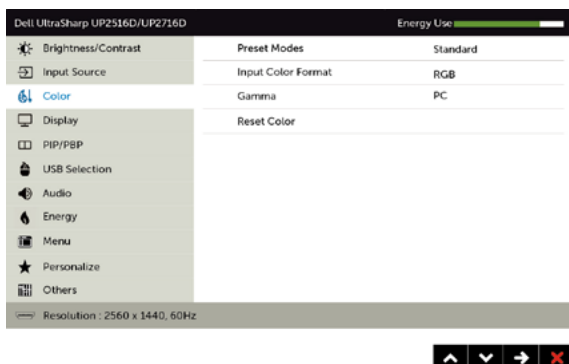 Dell UltraSharp UP2516D/UP2716D Energy Use
Brightness/Contrast
Input Source
Color
Display
PIP/PBP
USB Selection
Audio
Energy
Menu
Personalize
Others
Preset Modes Standard
Input Color Format RGB
Gamma PC
Reset Color
Resolution : 2560 x 1440, 60Hz